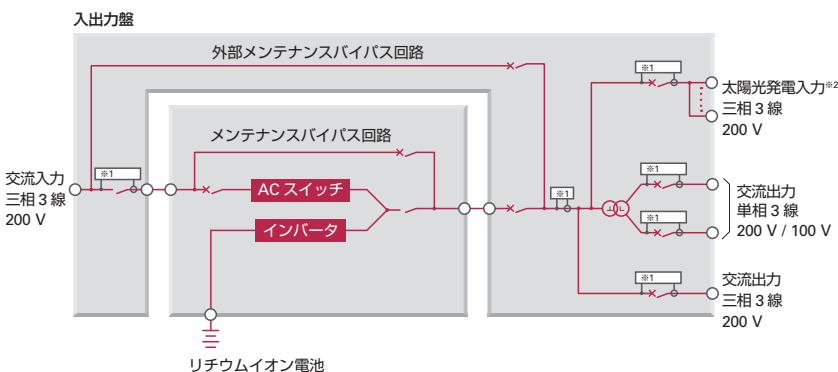 入出力盤
外部メンテナンスバイパス回路
※1
太陽光発電入力※2
三相 3 線
200 V
メンテナンスバイパス回路
交流入力
三相 3 線
200 V
※1
AC スイッチ
インバータ
※1
※1
※1
交流出力
単相 3 線
200 V / 100 V
※1
交流出力
三相 3 線
200 V
リチウムイオン電池